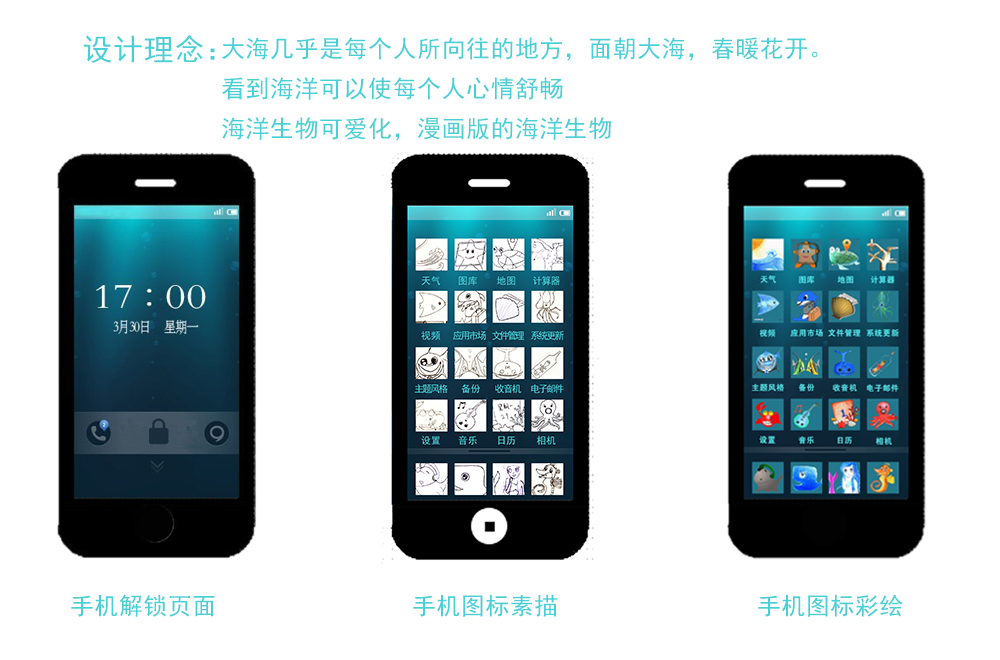 设计理念:大海几乎是每个人所向往的地方，面朝大海，春暖花开。
看到海洋可以使每个人心情舒畅
海洋生物可爱化，漫画版的海洋生物
17：00
3月30日 星期一
2
天气 图库 地图 计算器
视频 应用市场 文件管理 系统更新
主题风格 备份 收音机 电子邮件
设置 音乐 日历 相机
天气 图库 地图 计算器
视频 应用市场 文件管理 系统更新
主题风格 备份 收音机 电子邮件
设置 音乐 日历 相机
手机解锁页面 手机图标素描 手机图标彩绘